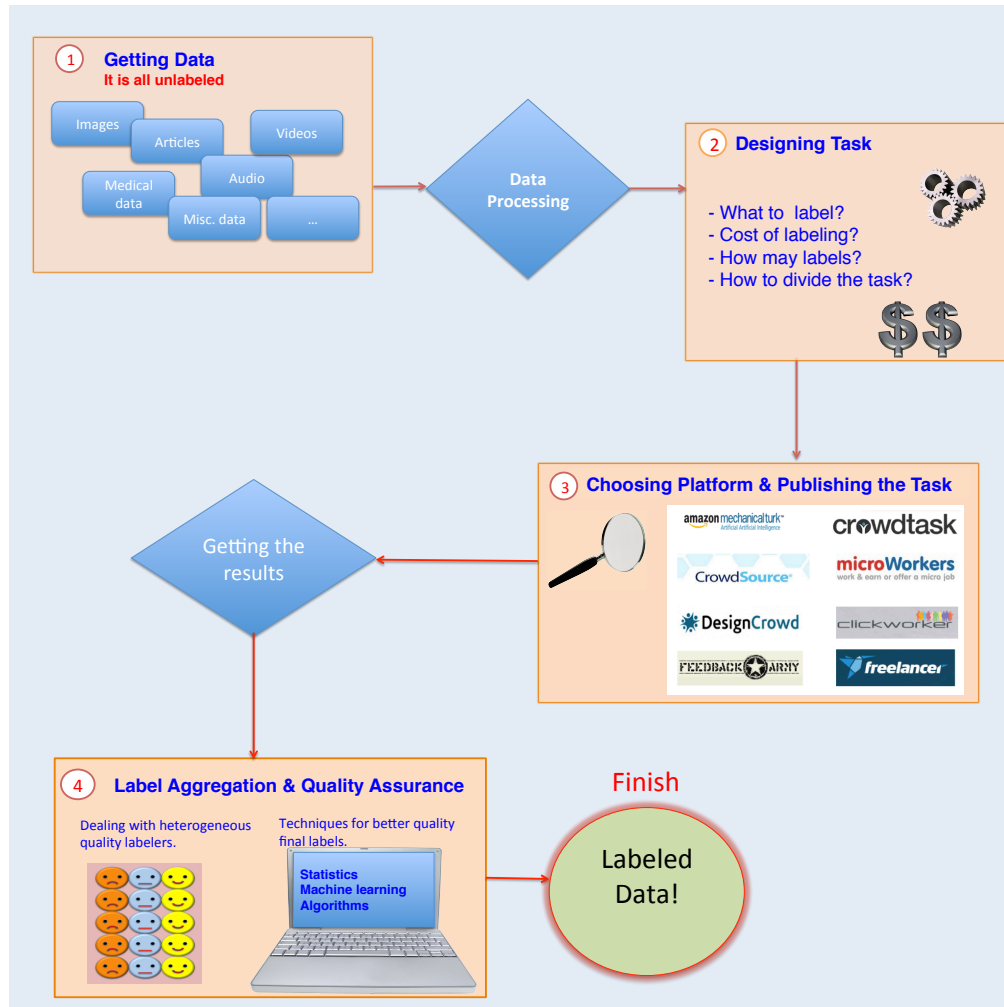 1
Getting Data
It is all unlabeled
Images
Articles
Videos
Medical
data
Audio
Misc. data
...
Data
Processing
2
Designing Task
- What to  label?
- Cost of labeling?
- How may labels?
- How to divide the task?
$$
3
Choosing Platform & Publishing the Task
amazon mechanical turk™
Artificial Artificial Intelligence
crowdtask
CrowdSource®
microWorkers
work & earn or offer a micro job
DesignCrowd
clickworker
FEEDBACK ARMY
freelancer
Getting the
results
4
Label Aggregation & Quality Assurance
Dealing with heterogeneous
quality labelers.
Techniques for better quality
final labels.
Statistics
Machine learning
Algorithms
Finish
Labeled
Data!